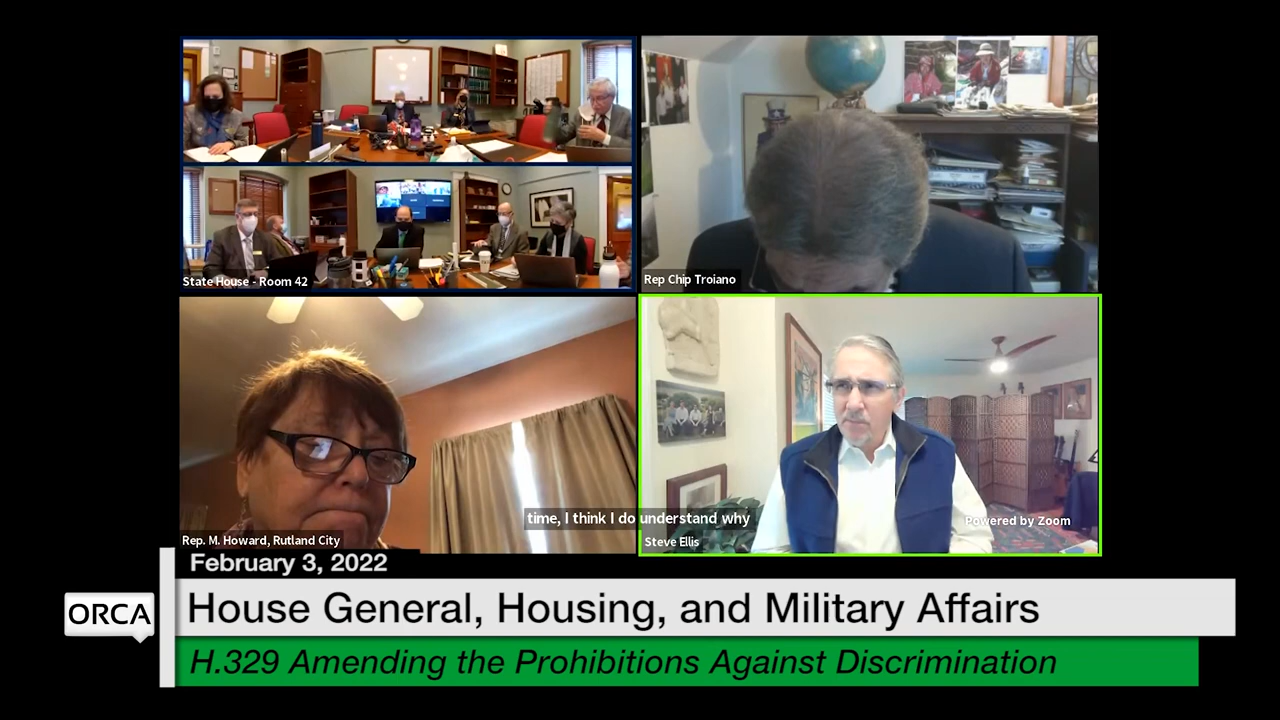 State House - Room 42
Rep Chip Troiano
Rep. M. Howard, Rutland City
time, I think I do understand why
Powered by Zoom
Steve Ellis
February 3, 2022
ORCA
House General, Housing, and Military Affairs
H.329 Amending the Prohibitions Against Discrimination